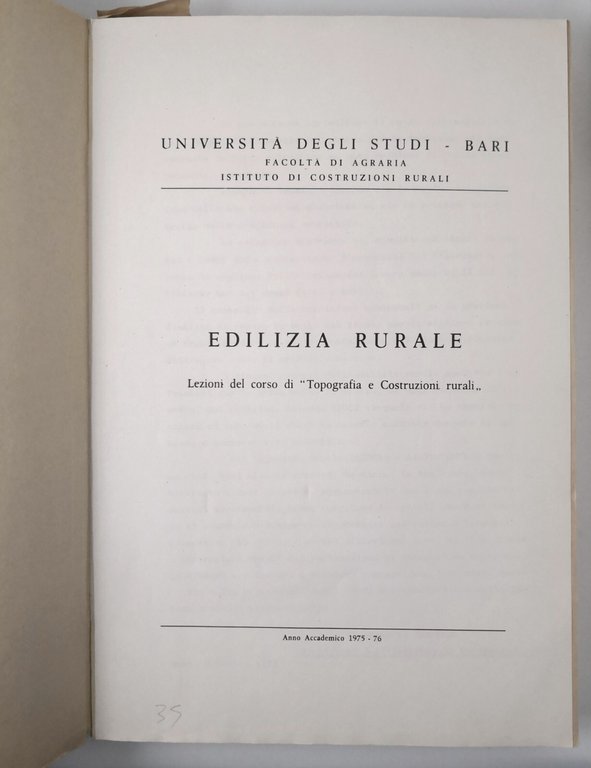 UNIVERSITÀ DEGLI STUDI - BARI
FACOLTÀ DI AGRARIA
ISTITUTO DI COSTRUZIONI RURALI
EDILIZIA RURALE
Lezioni del corso di “Topografia e Costruzioni rurali„
Anno Accademico 1975 - 76
35